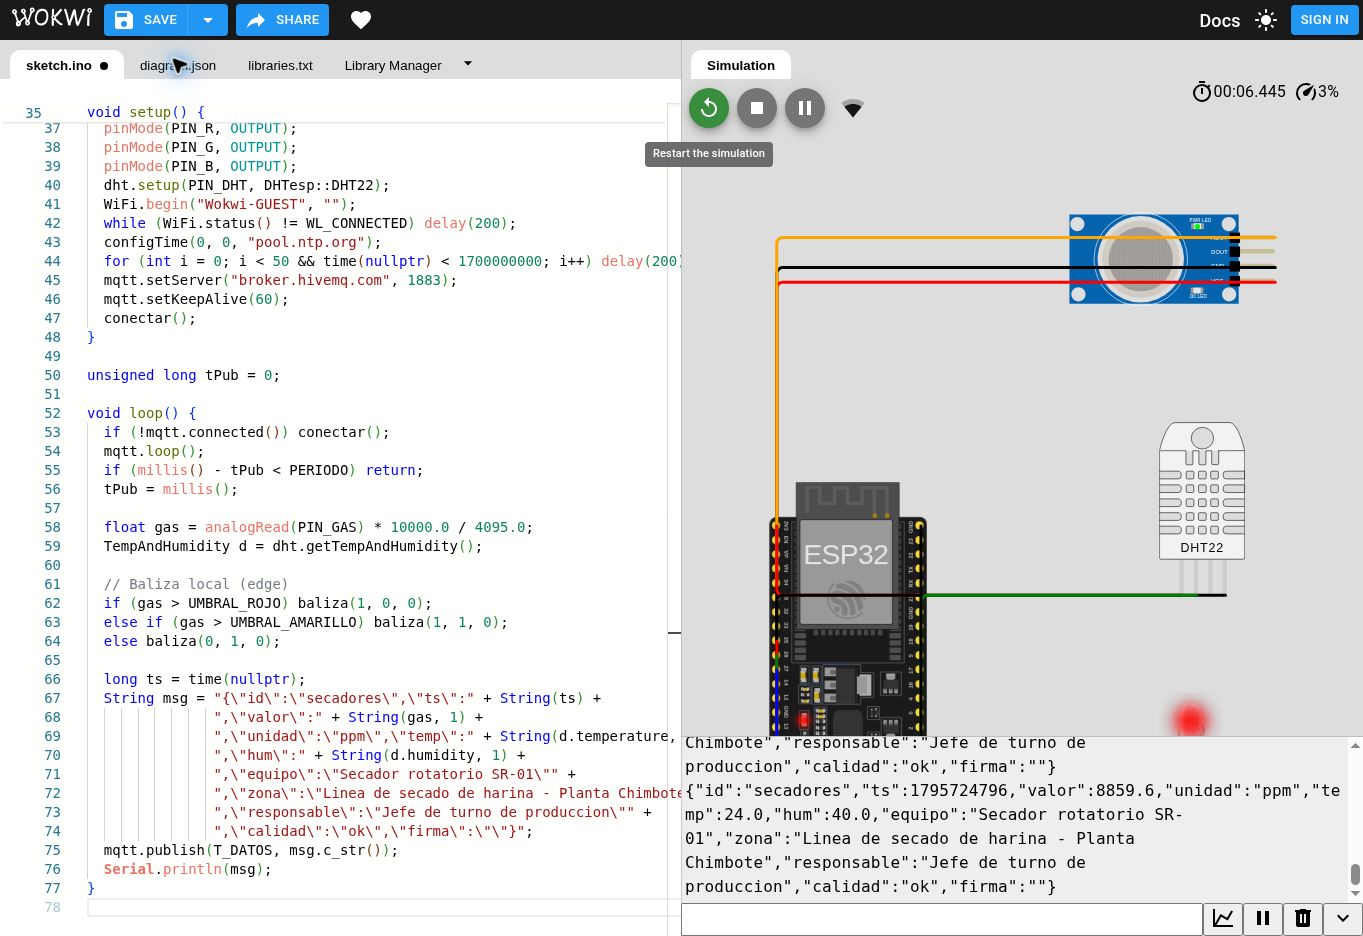 WOKWI
SAVE
SHARE
Docs
SIGN IN
sketch.ino ●
diagram.json
libraries.txt
Library Manager
Simulation
00:06.445
3%
Restart the simulation
35 void setup() {
37 pinMode(PIN_R, OUTPUT);
38 pinMode(PIN_G, OUTPUT);
39 pinMode(PIN_B, OUTPUT);
40 dht.setup(PIN_DHT, DHTesp::DHT22);
41 WiFi.begin("Wokwi-GUEST", "");
42 while (WiFi.status() != WL_CONNECTED) delay(200);
43 configTime(0, 0, "pool.ntp.org");
44 for (int i = 0; i < 50 && time(nullptr) < 1700000000; i++) delay(200)
45 mqtt.setServer("broker.hivemq.com", 1883);
46 mqtt.setKeepAlive(60);
47 conectar();
48 }
49
50 unsigned long tPub = 0;
51
52 void loop() {
53 if (!mqtt.connected()) conectar();
54 mqtt.loop();
55 if (millis() - tPub < PERIODO) return;
56 tPub = millis();
57
58 float gas = analogRead(PIN_GAS) * 10000.0 / 4095.0;
59 TempAndHumidity d = dht.getTempAndHumidity();
60
61 // Baliza local (edge)
62 if (gas > UMBRAL_ROJO) baliza(1, 0, 0);
63 else if (gas > UMBRAL_AMARILLO) baliza(1, 1, 0);
64 else baliza(0, 1, 0);
65
66 long ts = time(nullptr);
67 String msg = "{\"id\":\"secadores\",\"ts\":" + String(ts) +
68 ",\"valor\":" + String(gas, 1) +
69 ",\"unidad\":\"ppm\",\"temp\":" + String(d.temperature,
70 ",\"hum\":" + String(d.humidity, 1) +
71 ",\"equipo\":\"Secador rotatorio SR-01\"" +
72 ",\"zona\":\"Linea de secado de harina - Planta Chimbote
73 ",\"responsable\":\"Jefe de turno de produccion\"" +
74 ",\"calidad\":\"ok\",\"firma\":\"\"}";
75 mqtt.publish(T_DATOS, msg.c_str());
76 Serial.println(msg);
77 }
78
PWR LED
DOUT
D0 LED
ESP32
DHT22
Chimbote","responsable":"Jefe de turno de
produccion","calidad":"ok","firma":""}
{"id":"secadores","ts":1795724796,"valor":8859.6,"unidad":"ppm","te
mp":24.0,"hum":40.0,"equipo":"Secador rotatorio SR-
01","zona":"Linea de secado de harina - Planta
Chimbote","responsable":"Jefe de turno de
produccion","calidad":"ok","firma":""}